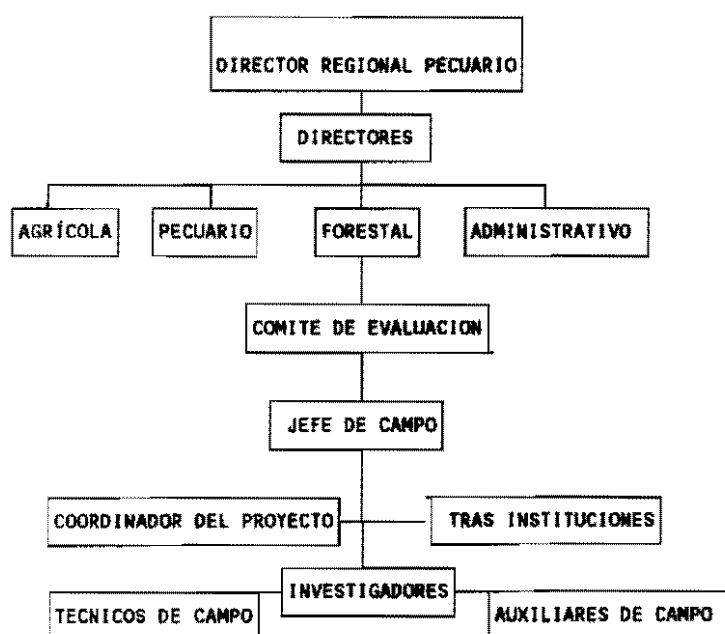 DIRECTOR REGIONAL PECUARIO
DIRECTORES
AGRÍCOLA
PECUARIO
FORESTAL
ADMINISTRATIVO
COMITE DE EVALUACION
JEFE DE CAMPO
COORDINADOR DEL PROYECTO
TRAS INSTITUCIONES
INVESTIGADORES
TECNICOS DE CAMPO
AUXILIARES DE CAMPO